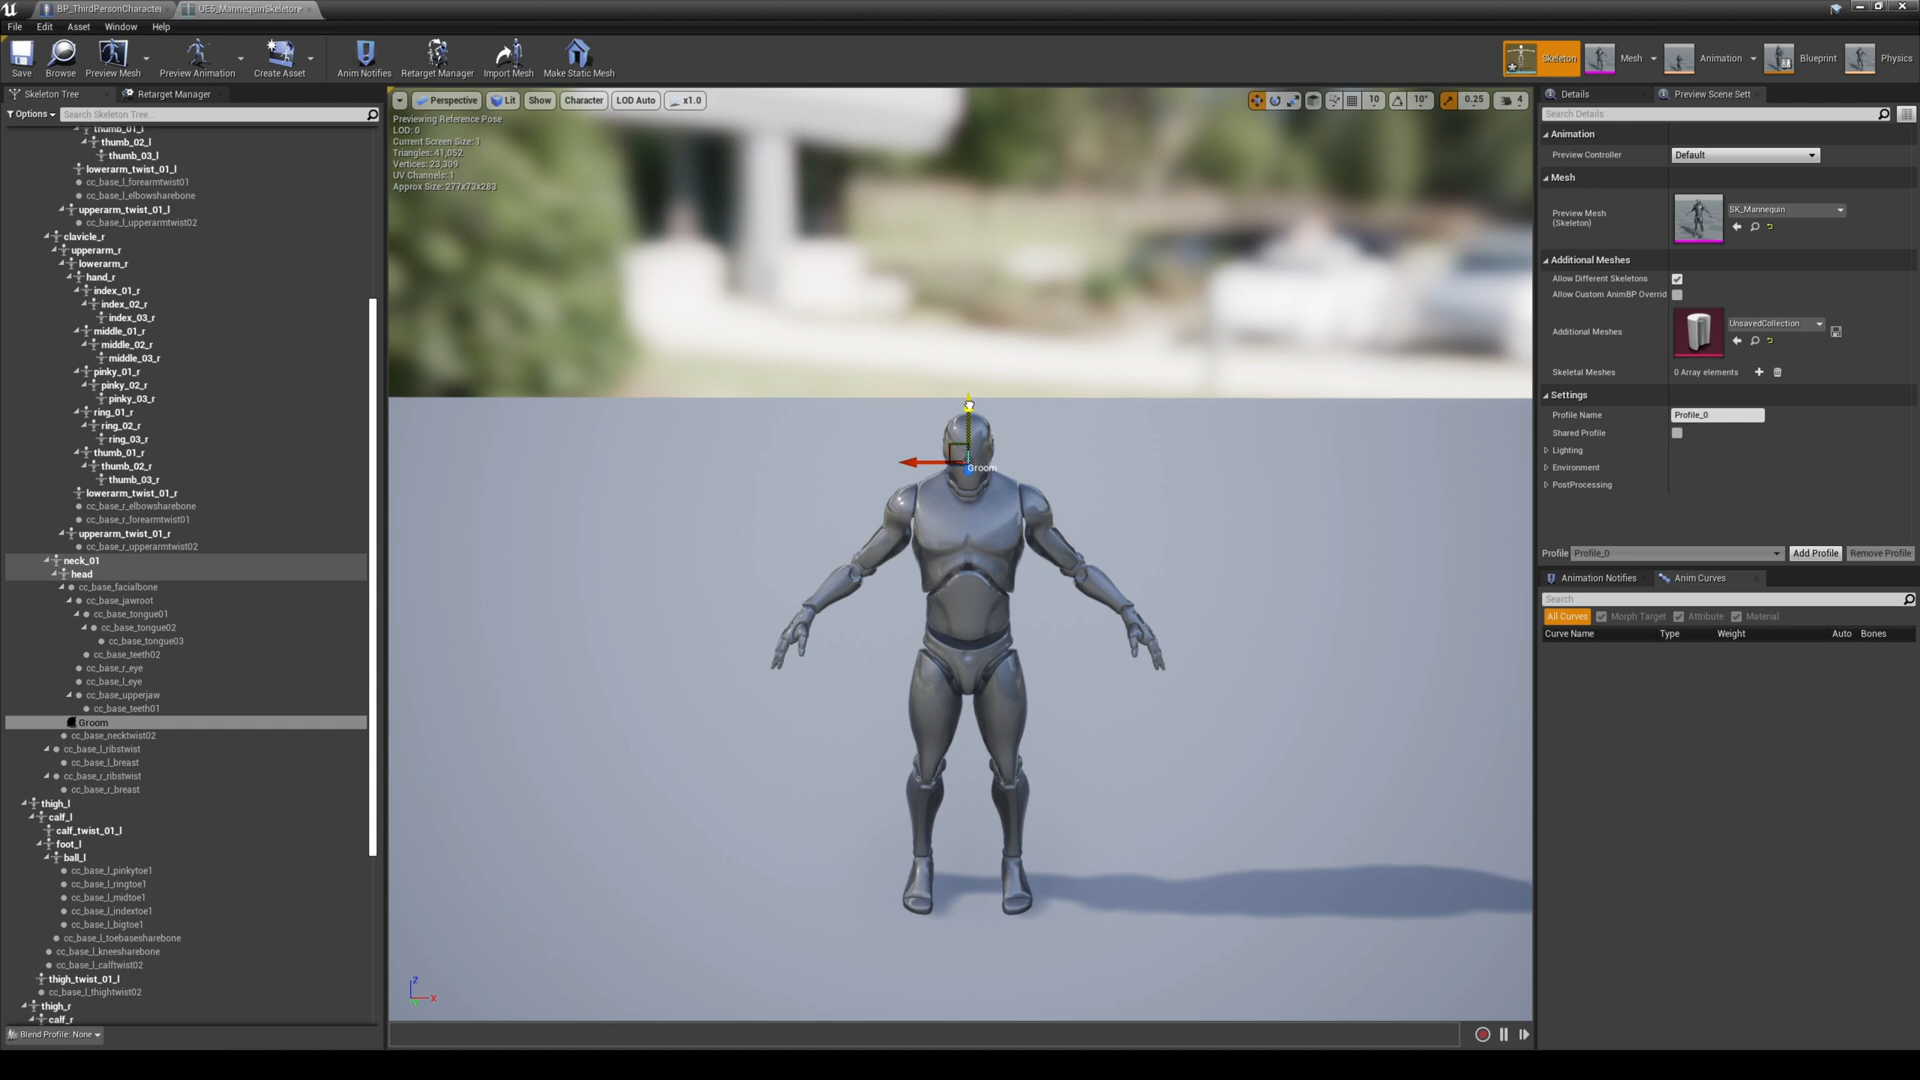 BP_ThirdPersonCharacter
UE5_MannequinSkeleton
File Edit Asset Window Help
Save Browse Preview Mesh Preview Animation Create Asset Anim Notifies Retarget Manager Import Mesh Make Static Mesh
Skeleton Mesh Animation Blueprint Physics
Skeleton Tree Retarget Manager
Options Search Skeleton Tree...
thumb_01_l
thumb_02_l
thumb_03_l
lowerarm_twist_01_l
cc_base_l_forearmtwist01
cc_base_l_elbowsharebone
upperarm_twist_01_l
cc_base_l_upperarmtwist02
clavicle_r
upperarm_r
lowerarm_r
hand_r
index_01_r
index_02_r
index_03_r
middle_01_r
middle_02_r
middle_03_r
pinky_01_r
pinky_02_r
pinky_03_r
ring_01_r
ring_02_r
ring_03_r
thumb_01_r
thumb_02_r
thumb_03_r
lowerarm_twist_01_r
cc_base_r_elbowsharebone
cc_base_r_forearmtwist01
upperarm_twist_01_r
cc_base_r_upperarmtwist02
neck_01
head
cc_base_facialbone
cc_base_jawroot
cc_base_tongue01
cc_base_tongue02
cc_base_tongue03
cc_base_teeth02
cc_base_r_eye
cc_base_l_eye
cc_base_upperjaw
cc_base_teeth01
Groom
cc_base_necktwist02
cc_base_l_ribstwist
cc_base_l_breast
cc_base_r_ribstwist
cc_base_r_breast
thigh_l
calf_l
calf_twist_01_l
foot_l
ball_l
cc_base_l_pinkytoe1
cc_base_l_ringtoe1
cc_base_l_midtoe1
cc_base_l_indextoe1
cc_base_l_bigtoe1
cc_base_l_toebasesharebone
cc_base_l_kneesharebone
cc_base_l_calftwist02
thigh_twist_01_l
cc_base_l_thightwist02
thigh_r
calf_r
Blend Profile: None
Perspective Lit Show Character LOD Auto x1.0
10 10° 0.25 4
Previewing Reference Pose
LOD: 0
Current Screen Size: 1
Triangles: 41,052
Vertices: 23,309
UV Channels: 1
Approx Size: 277x73x283
Groom
Z
X
Details Preview Scene Sett
Search Details
Animation
Preview Controller Default
Mesh
Preview Mesh
(Skeleton)
SK_Mannequin
Additional Meshes
Allow Different Skeletons
Allow Custom AnimBP Overrid
Additional Meshes UnsavedCollection
Skeletal Meshes 0 Array elements
Settings
Profile Name Profile_0
Shared Profile
Lighting
Environment
PostProcessing
Profile Profile_0 Add Profile Remove Profile
Animation Notifies Anim Curves
Search
All Curves Morph Target Attribute Material
Curve Name Type Weight Auto Bones